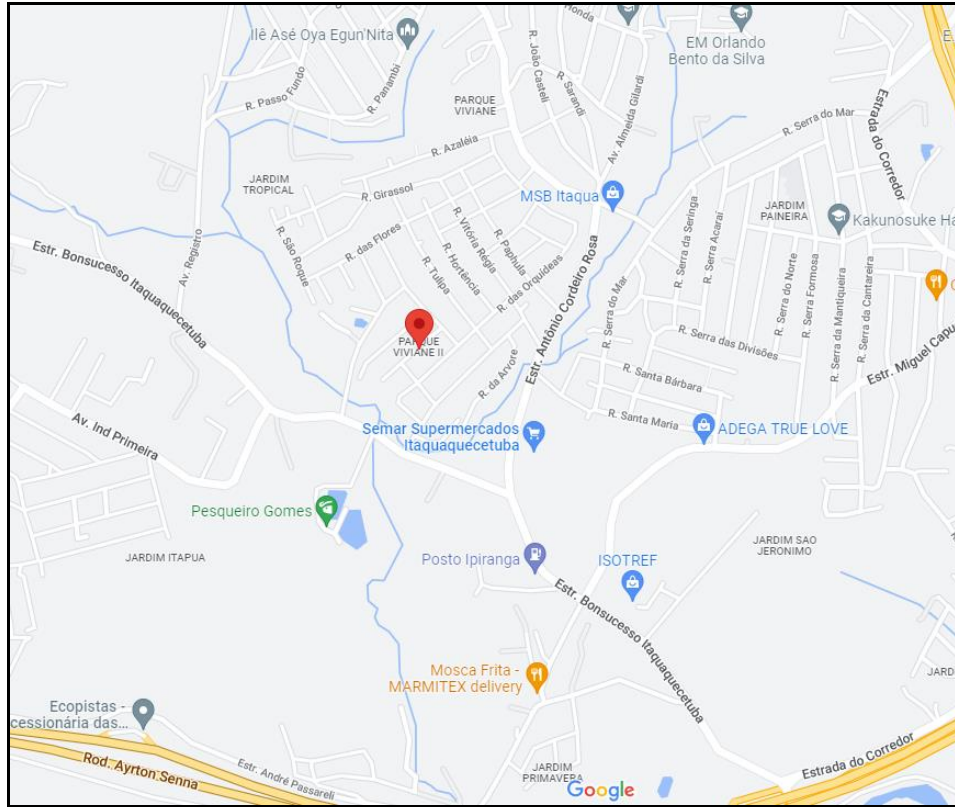 Ilê Asé Oya Egun'Nita
Honda
EM Orlando
Bento da Silva
R. João Casteli
R. Sarandi
Av. Almeida Gilardi
R. Passo Fundo
R. Panambi
PARQUE
VIVIANE
Estrada do Corredor
R. Serra do Mar
R. Azaléia
JARDIM
TROPICAL
R. Girassol
MSB Itaqua
JARDIM
PAINEIRA
Kakunosuke Ha
R. São Roque
R. das Flores
R. Vitória Régia
R. Paphula
R. Hortência
R. Tulipa
R. das Orquídeas
Estr. Antônio Cordeiro Rosa
R. Serra da Seringa
R. Serra Acaraí
R. Serra do Mar
R. Serra do Norte
R. Serra Formosa
R. Serra da Mantiqueira
R. Serra da Cantareira
Estr. Bonsucesso Itaquaquecetuba
Av. Registro
PARQUE
VIVIANE II
R. Serra das Divisões
R. da Arvore
R. Santa Bárbara
Estr. Miguel Capu
R. Santa Maria
Av. Ind Primeira
Semar Supermercados
Itaquaquecetuba
ADEGA TRUE LOVE
Pesqueiro Gomes
JARDIM ITAPUA
Posto Ipiranga
ISOTREF
JARDIM SAO
JERONIMO
Estr. Bonsucesso Itaquaquecetuba
Mosca Frita -
MARMITEX delivery
JARD
Ecopistas -
cessionária das...
Rod. Ayrton Senna
Estr. André Passareli
JARDIM
PRIMAVERA
Google
Estrada do Corredor